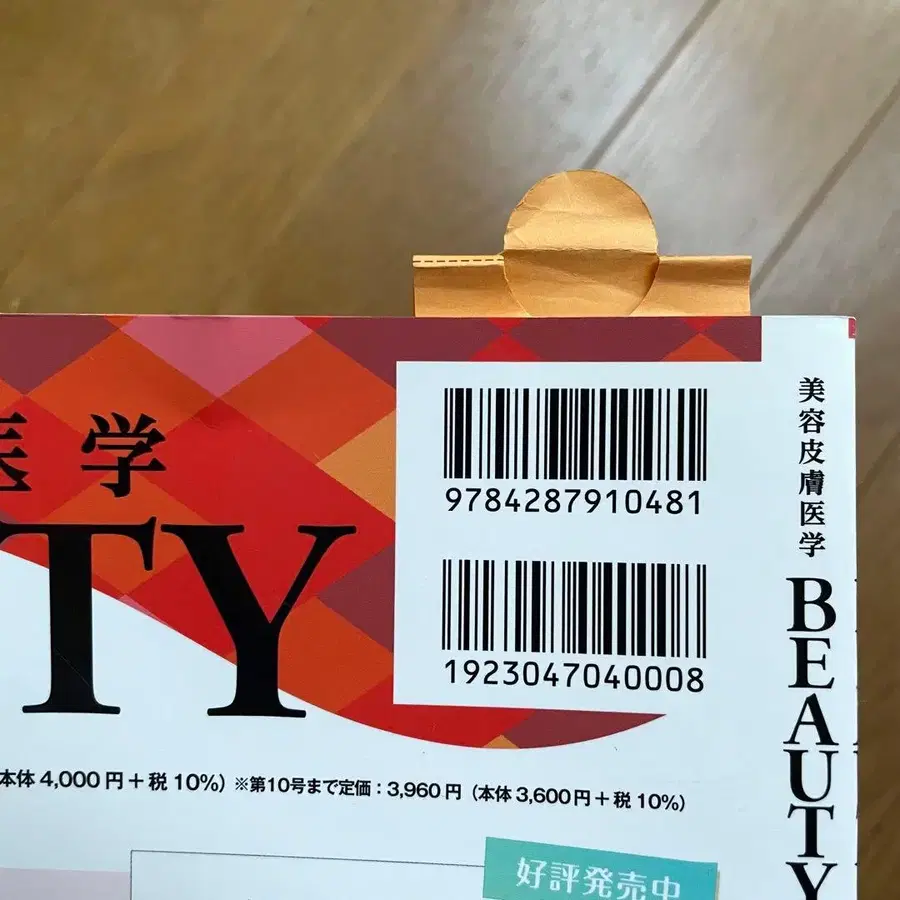 医学
TY
9784287910481
1923047040008
本体 4,000 円+税 10%) ※第10号まで定価:3,960 円 (本体 3,600 円+税 10%)
好評発売中
美容皮膚医学 BEAUTY